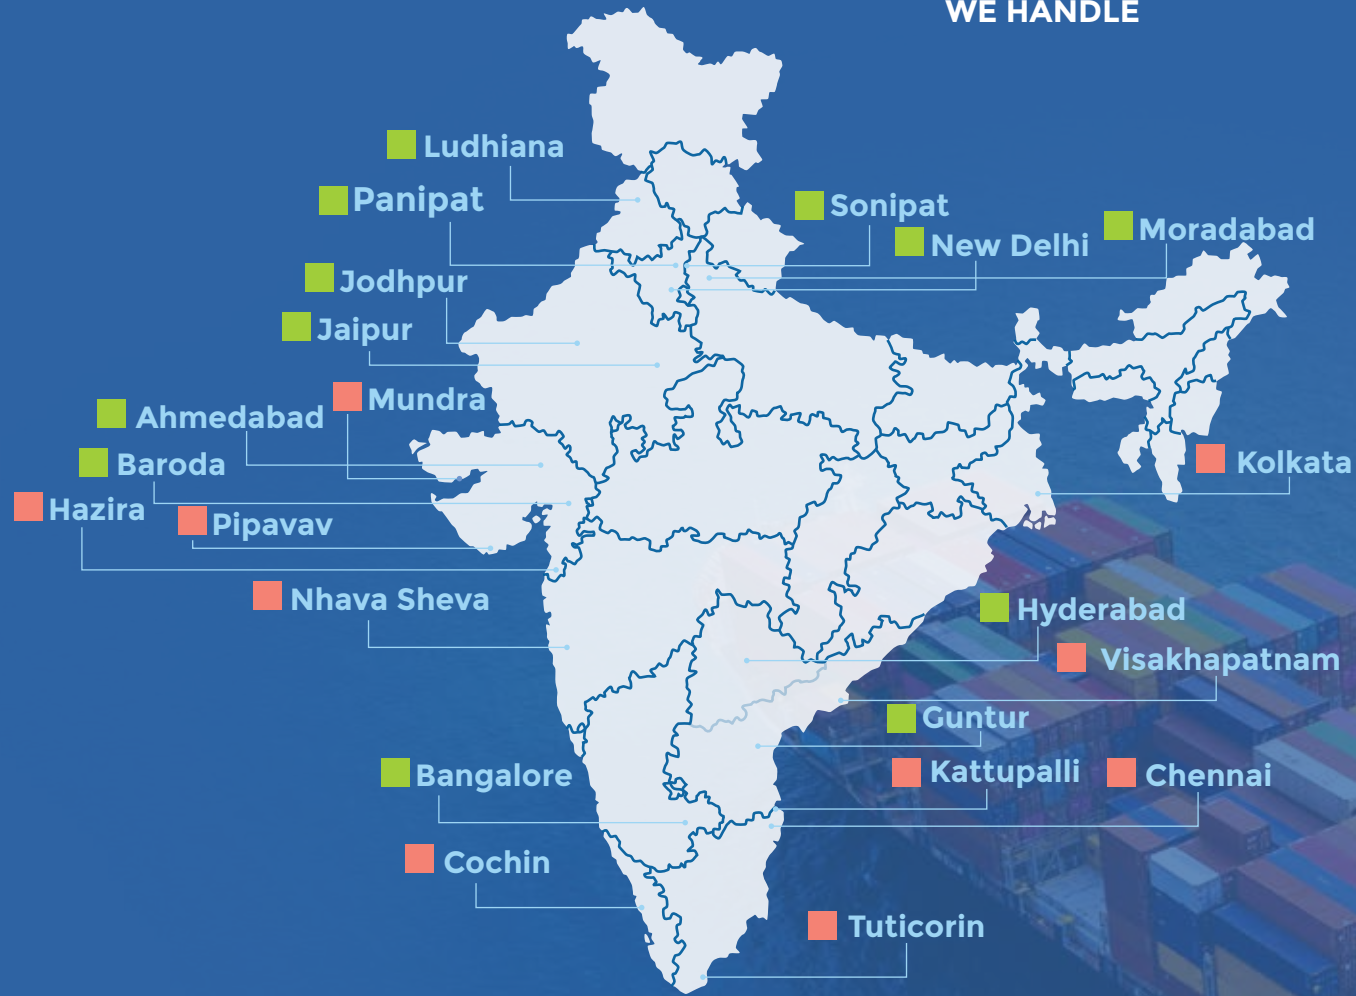 WE HANDLE
Ludhiana
Panipat
Sonipat
New Delhi
Moradabad
Jodhpur
Jaipur
Mundra
Ahmedabad
Baroda
Kolkata
Hazira
Pipavav
Nhava Sheva
Hyderabad
Visakhapatnam
Guntur
Bangalore
Kattupalli
Chennai
Cochin
Tuticorin